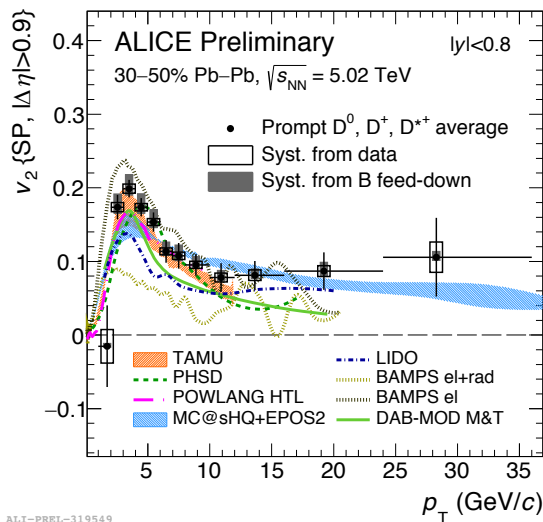 ALICE Preliminary
|y|<0.8
30–50% Pb–Pb, √sNN = 5.02 TeV
Prompt D0, D+, D*+ average
Syst. from data
Syst. from B feed-down
v2 {SP, |Δη|>0.9}
0.4
0.3
0.2
0.1
0
−0.1
TAMU
PHSD
POWLANG HTL
MC@sHQ+EPOS2
LIDO
BAMPS el+rad
BAMPS el
DAB-MOD M&T
5 10 15 20 25 30 35
pT (GeV/c)
ALI-PREL-319549